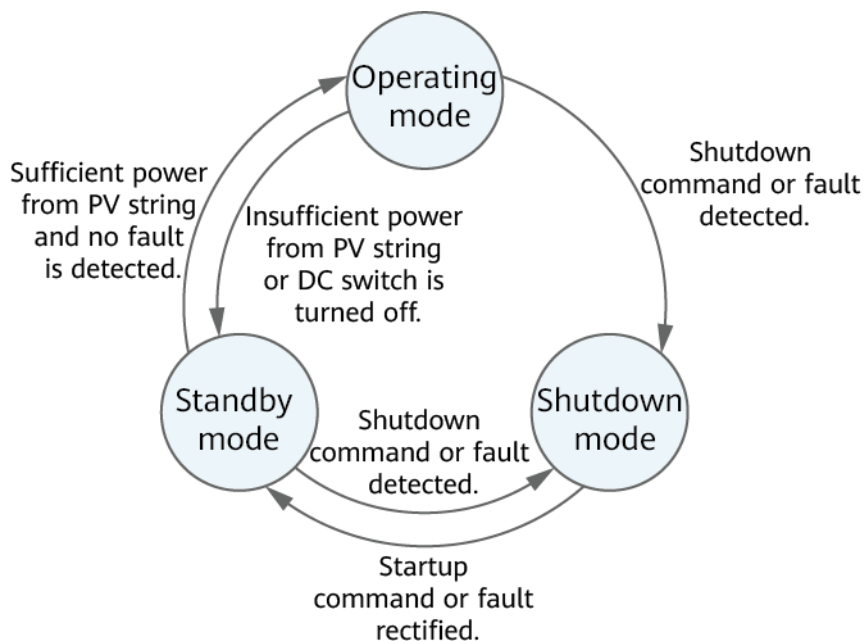 Operating
mode
Shutdown
command or fault
detected.
Sufficient power
from PV string
and no fault
is detected.
Insufficient power
from PV string
or DC switch is
turned off.
Standby
mode
Shutdown
command or fault
detected.
Shutdown
mode
Startup
command or fault
rectified.